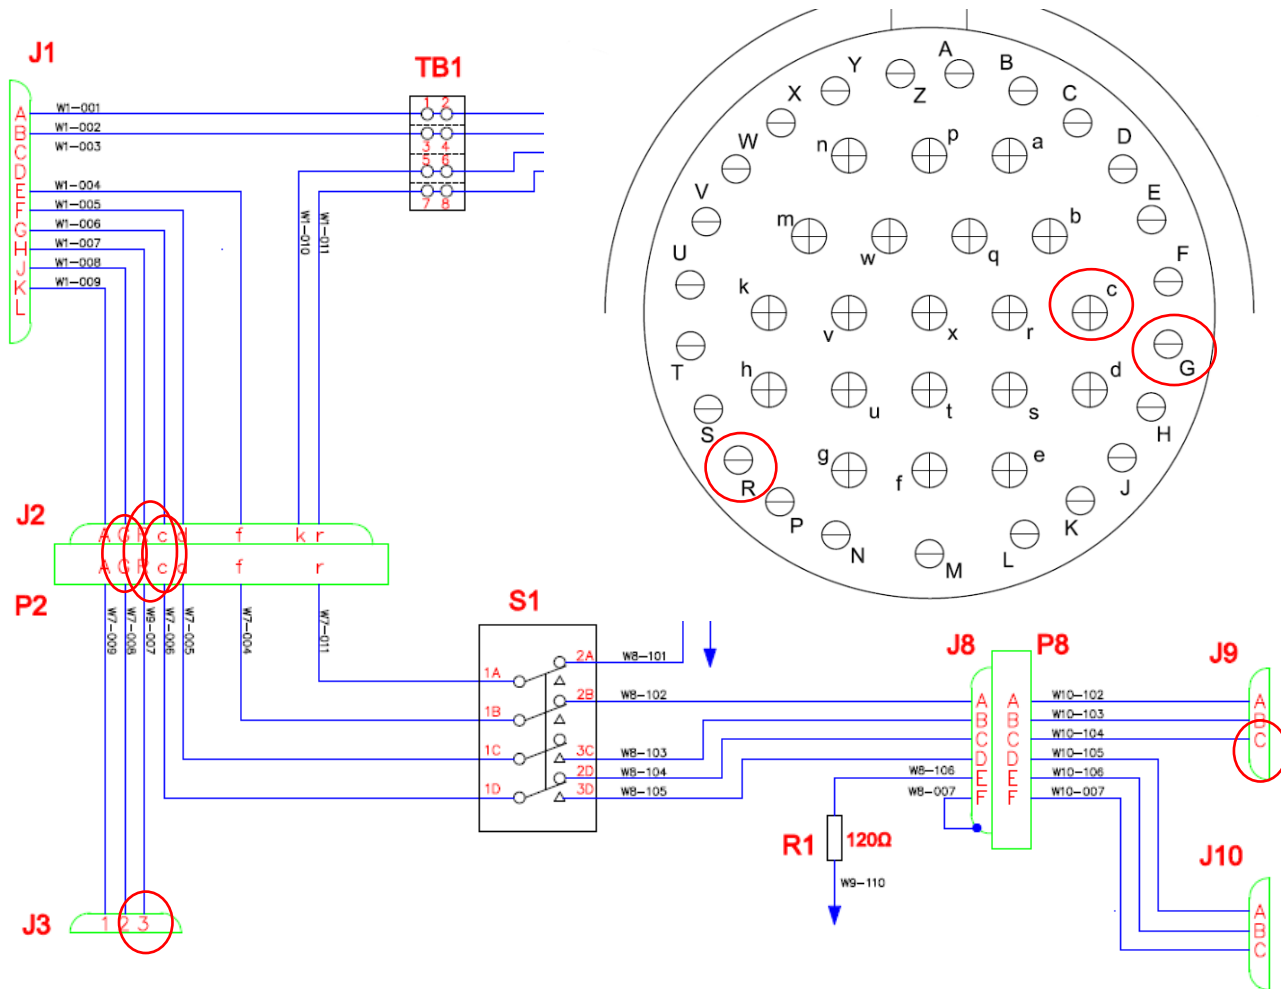 J1
A
B
C
D
E
F
G
H
J
K
L
W1-001
W1-002
W1-003
W1-004
W1-005
W1-006
W1-007
W1-008
W1-009
TB1
1 2
3 4
5 6
7 8
W1-010
W1-011
A
B
C
D
E
F
G
H
J
K
L
M
N
P
R
S
T
U
V
W
X
Y
Z
a
b
c
d
e
f
g
h
k
m
n
p
q
r
s
t
u
v
w
x
J2
A G R c d f k r
A G R c d f r
P2
W7-009
W7-008
W9-007
W7-006
W7-005
W7-004
W7-011
J3
1 2 3
S1
1A
1B
1C
1D
2A
2B
3C
2D
3D
W8-101
W8-102
W8-103
W8-104
W8-105
W8-106
W8-007
R1
120Ω
W9-110
J8
A
B
C
D
E
F
P8
A
B
C
D
E
F
W10-102
W10-103
W10-104
W10-105
W10-106
W10-007
J9
A
B
C
J10
A
B
C